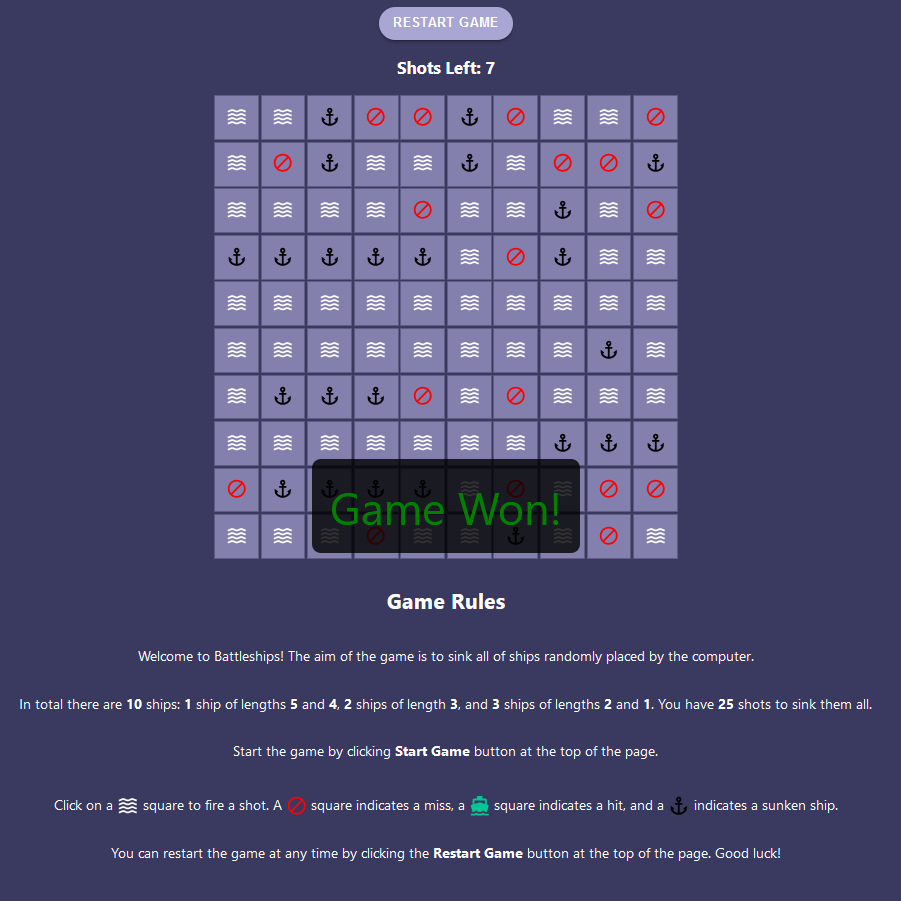 RESTART GAME
Shots Left: 7
Game Won!
Game Rules
Welcome to Battleships! The aim of the game is to sink all of ships randomly placed by the computer.
In total there are 10 ships: 1 ship of lengths 5 and 4, 2 ships of length 3, and 3 ships of lengths 2 and 1. You have 25 shots to sink them all.
Start the game by clicking Start Game button at the top of the page.
Click on a square to fire a shot. A square indicates a miss, a square indicates a hit, and a indicates a sunken ship.
You can restart the game at any time by clicking the Restart Game button at the top of the page. Good luck!